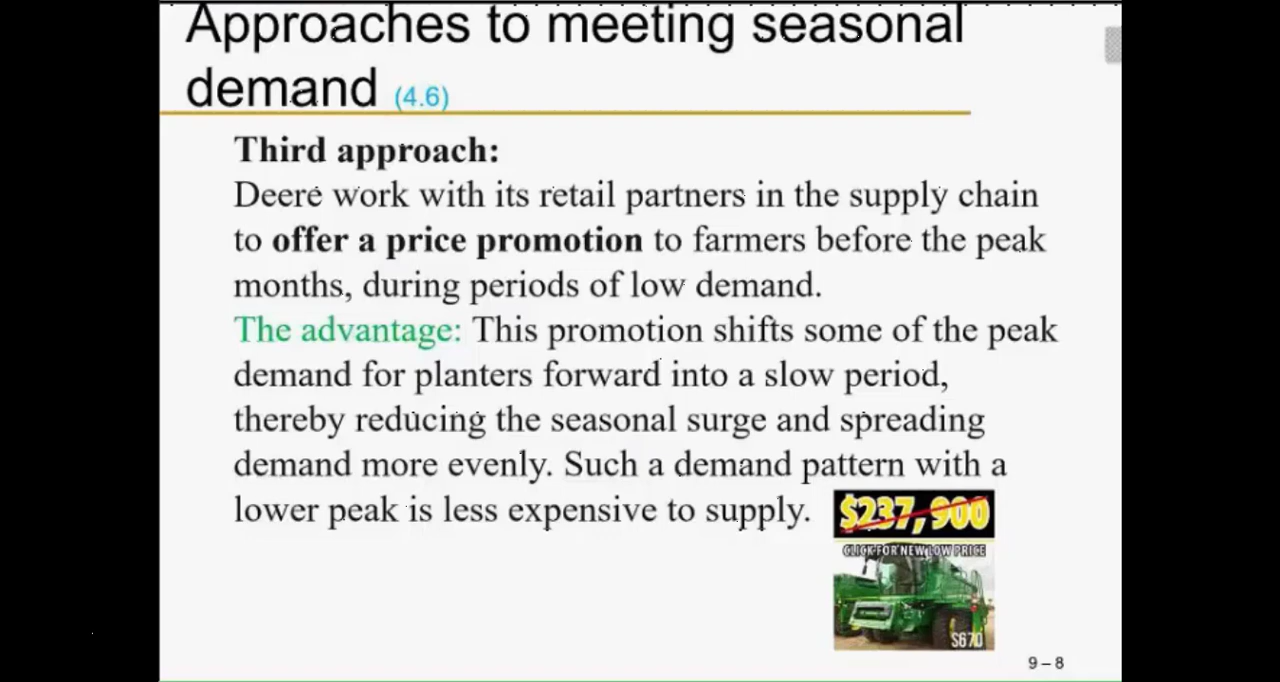 Approaches to meeting seasonal
demand (4.6)
Third approach:
Deere work with its retail partners in the supply chain
to offer a price promotion to farmers before the peak
months, during periods of low demand.
The advantage: This promotion shifts some of the peak
demand for planters forward into a slow period,
thereby reducing the seasonal surge and spreading
demand more evenly. Such a demand pattern with a
lower peak is less expensive to supply.
$237,900
CLICK FOR NEW LOW PRICE
S670
9 – 8